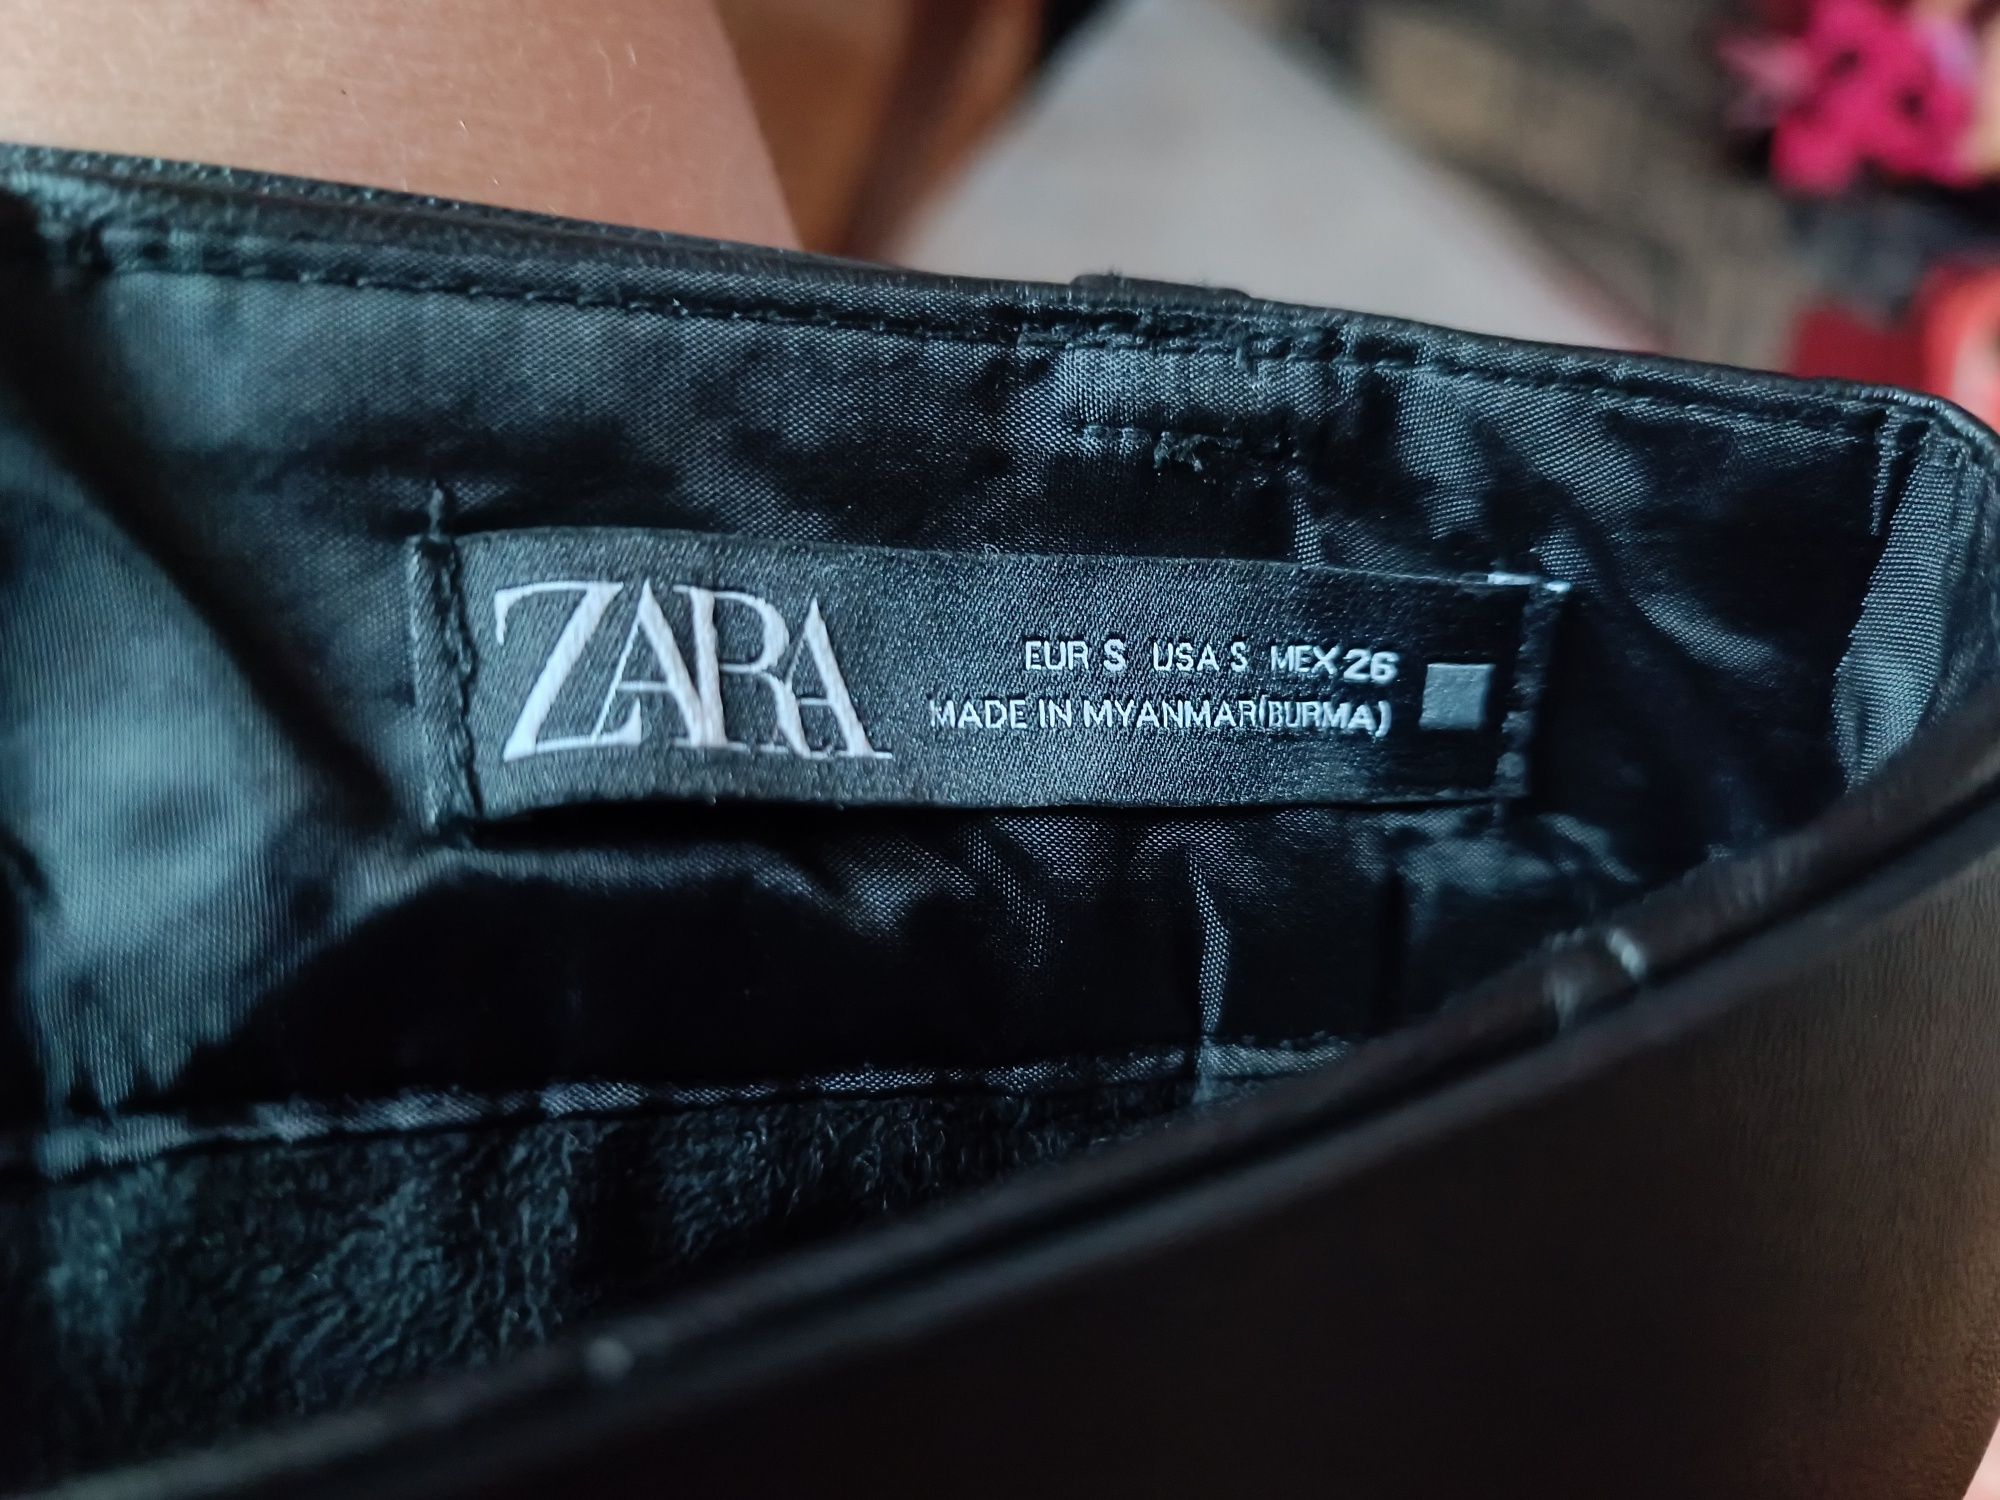 ZARA
EUR S USA S MEX 26
MADE IN MYANMAR(BURMA)